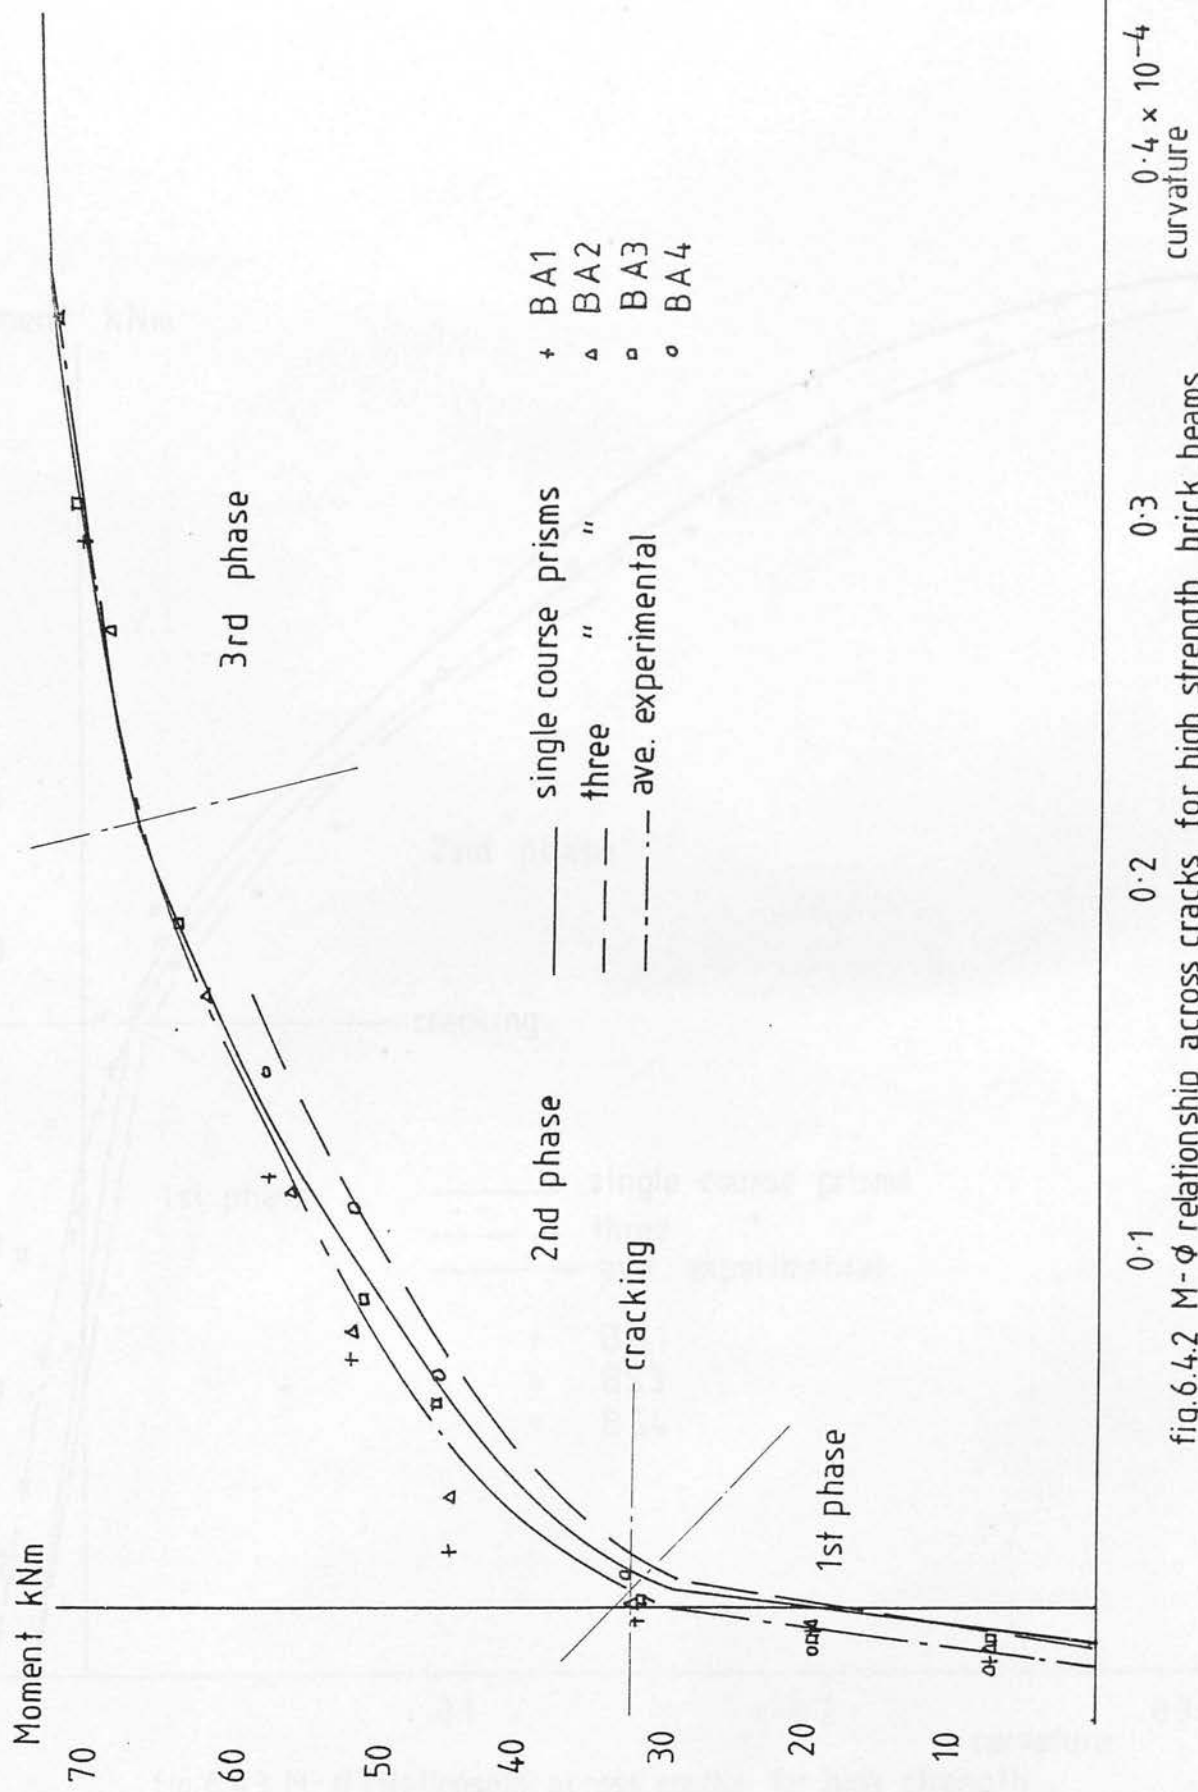 Moment kNm
70
60
50
40
30
20
10
3rd phase
2nd phase
1st phase
cracking
single course prisms
three " "
ave. experimental
+ BA1
△ BA2
□ BA3
○ BA4
0·1
0·2
0·3
0·4 × 10⁻⁴
curvature
fig.6.4.2 M-Φ relationship across cracks for high strength brick beams